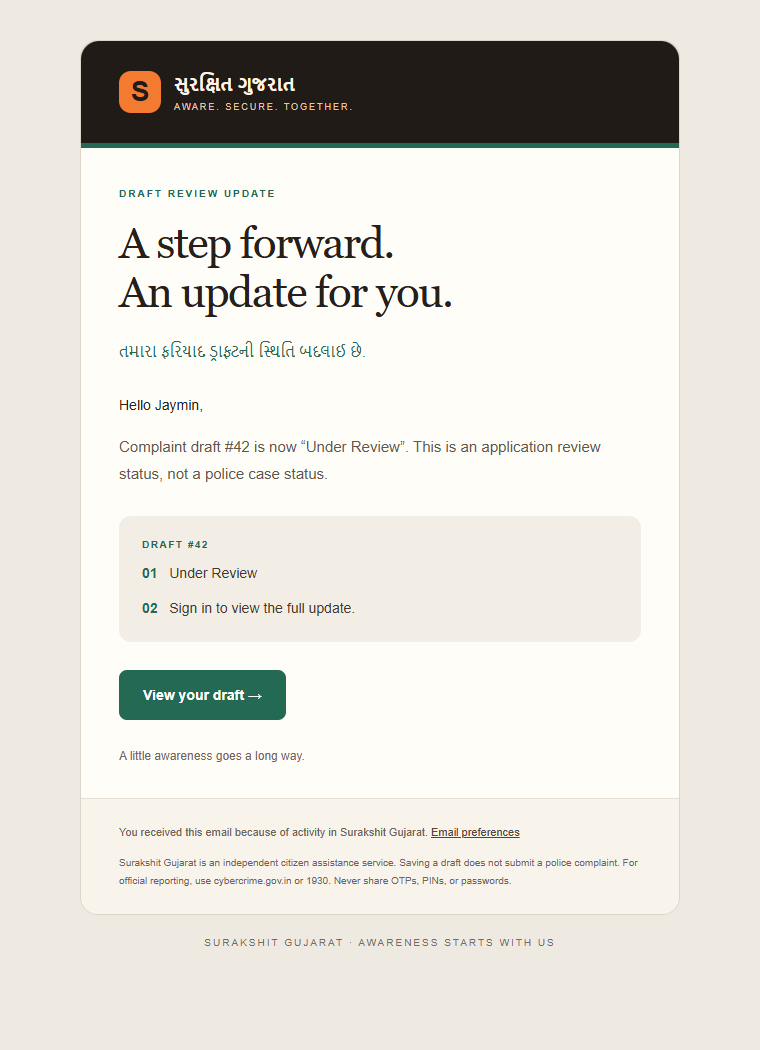 S
સુરક્ષિત ગુજરાત
AWARE. SECURE. TOGETHER.
DRAFT REVIEW UPDATE
A step forward.
An update for you.
તમારા ફરિયાદ ડ્રાફ્ટની સ્થિતિ બદલાઈ છે.
Hello Jaymin,
Complaint draft #42 is now “Under Review”. This is an application review
status, not a police case status.
DRAFT #42
01 Under Review
02 Sign in to view the full update.
View your draft →
A little awareness goes a long way.
You received this email because of activity in Surakshit Gujarat. Email preferences
Surakshit Gujarat is an independent citizen assistance service. Saving a draft does not submit a police complaint. For
official reporting, use cybercrime.gov.in or 1930. Never share OTPs, PINs, or passwords.
SURAKSHIT GUJARAT · AWARENESS STARTS WITH US